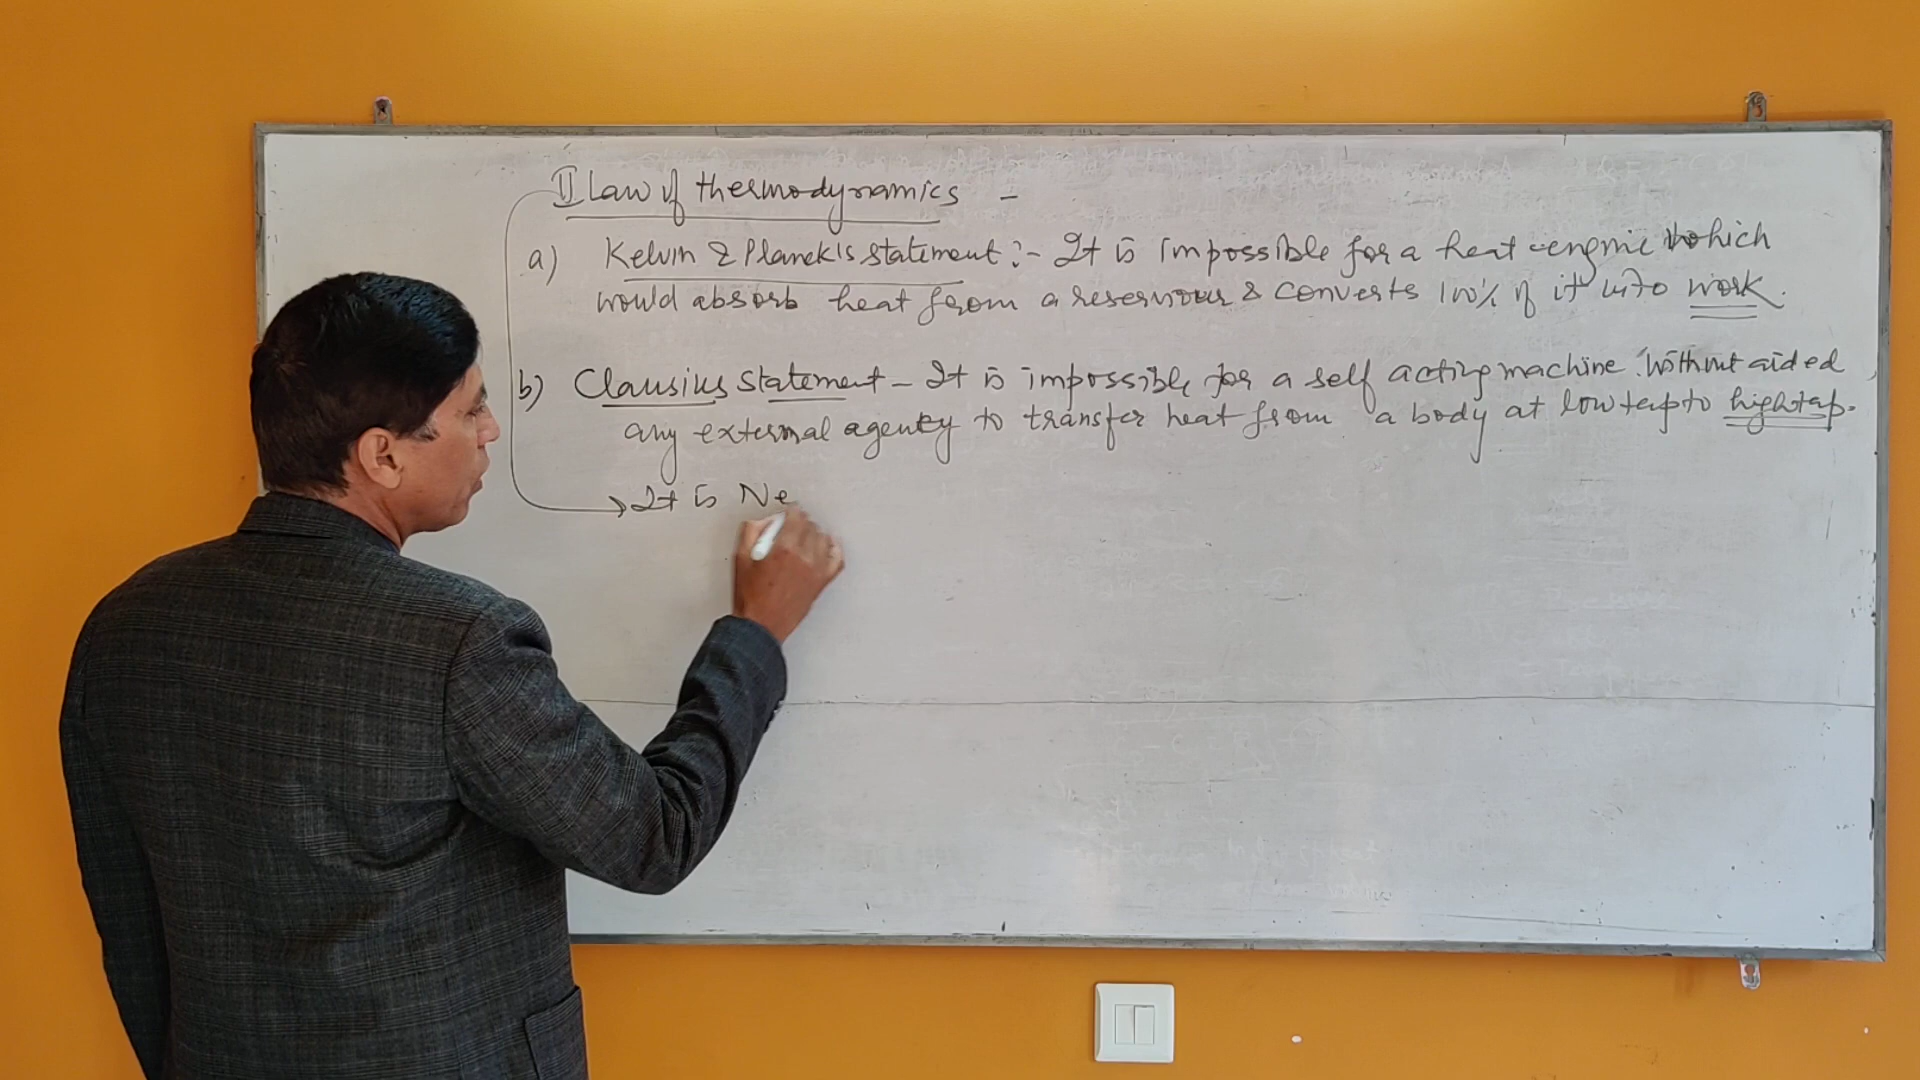 II Law of thermodynamics -
a) Kelvin & Planck's statement :- It is impossible for a heat engine which
would absorb heat from a reserviour & converts 100% of it into work.
b) Clausius statement - It is impossible for a self acting machine without aided
any external agency to transfer heat from a body at low temp to high temp.
→ It is Ne